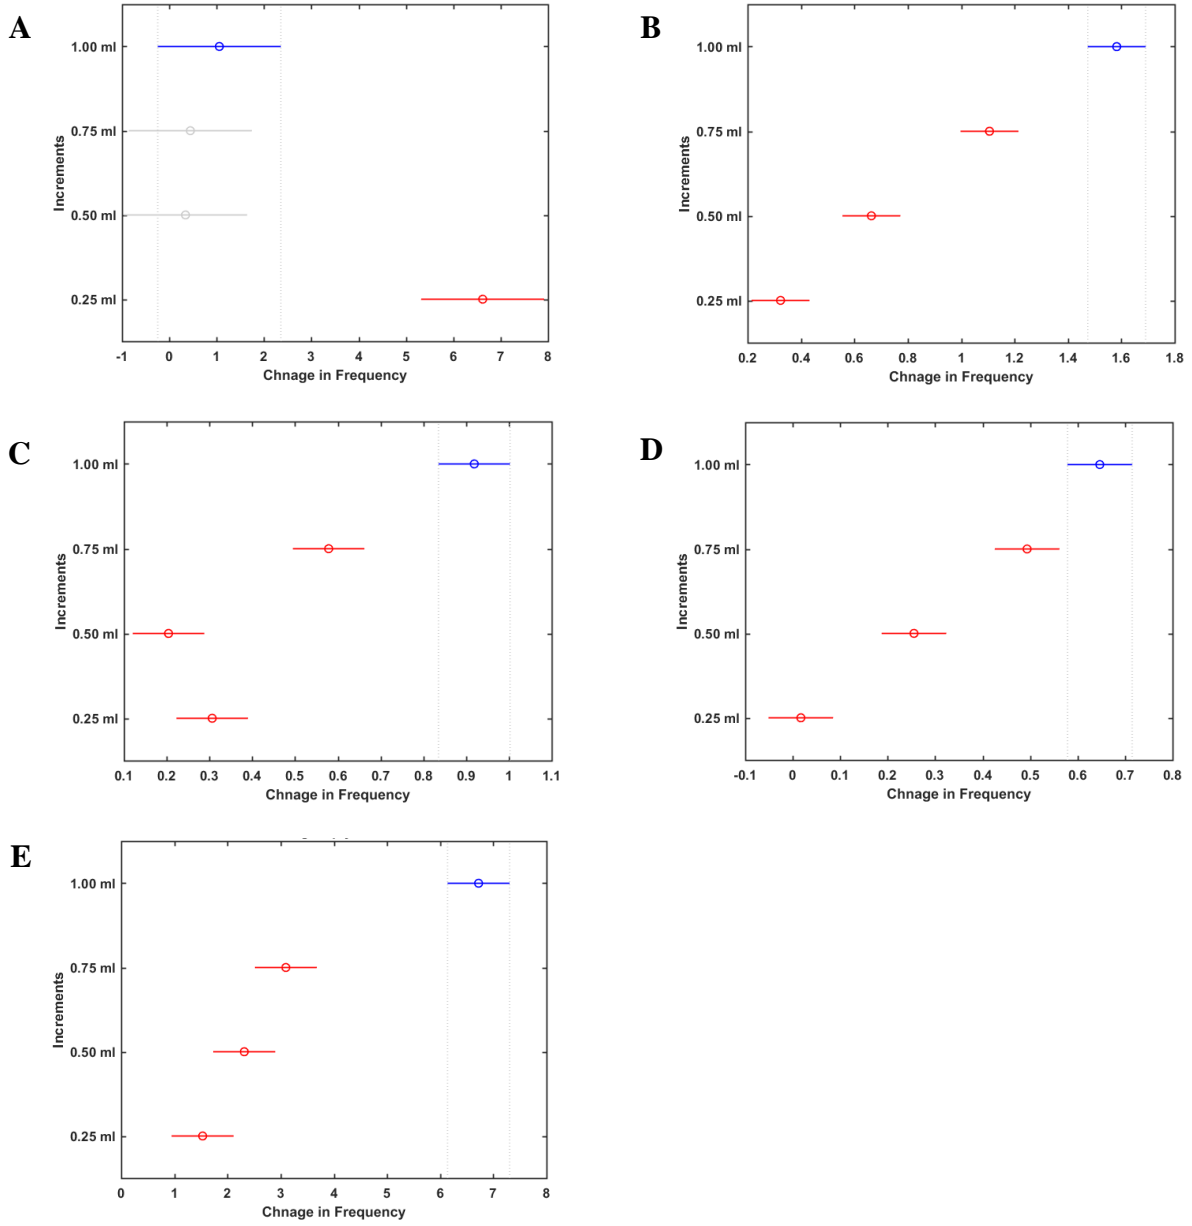 A
Increments
1.00 ml
0.75 ml
0.50 ml
0.25 ml
-1 0 1 2 3 4 5 6 7 8
Chnage in Frequency
B
Increments
1.00 ml
0.75 ml
0.50 ml
0.25 ml
0.2 0.4 0.6 0.8 1 1.2 1.4 1.6 1.8
Chnage in Frequency
C
Increments
1.00 ml
0.75 ml
0.50 ml
0.25 ml
0.1 0.2 0.3 0.4 0.5 0.6 0.7 0.8 0.9 1 1.1
Chnage in Frequency
D
Increments
1.00 ml
0.75 ml
0.50 ml
0.25 ml
-0.1 0 0.1 0.2 0.3 0.4 0.5 0.6 0.7 0.8
Chnage in Frequency
E
Increments
1.00 ml
0.75 ml
0.50 ml
0.25 ml
0 1 2 3 4 5 6 7 8
Chnage in Frequency